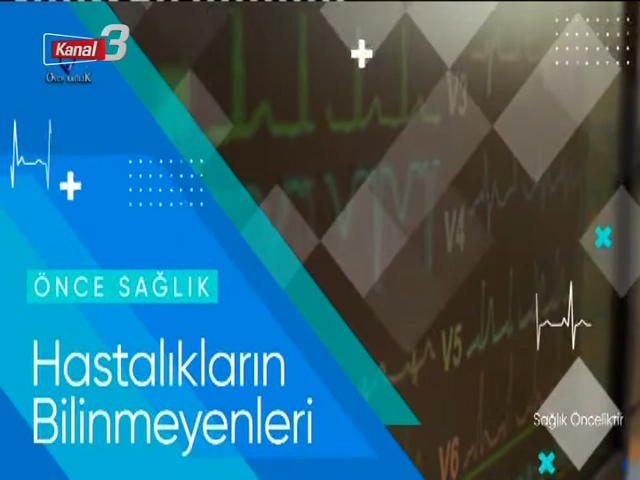 Kanal 3
ÖNCE SAĞLIK
V3
V4
ÖNCE SAĞLIK
V5
Hastalıkların
Bilinmeyenleri
Sağlık Önceliktir
V6